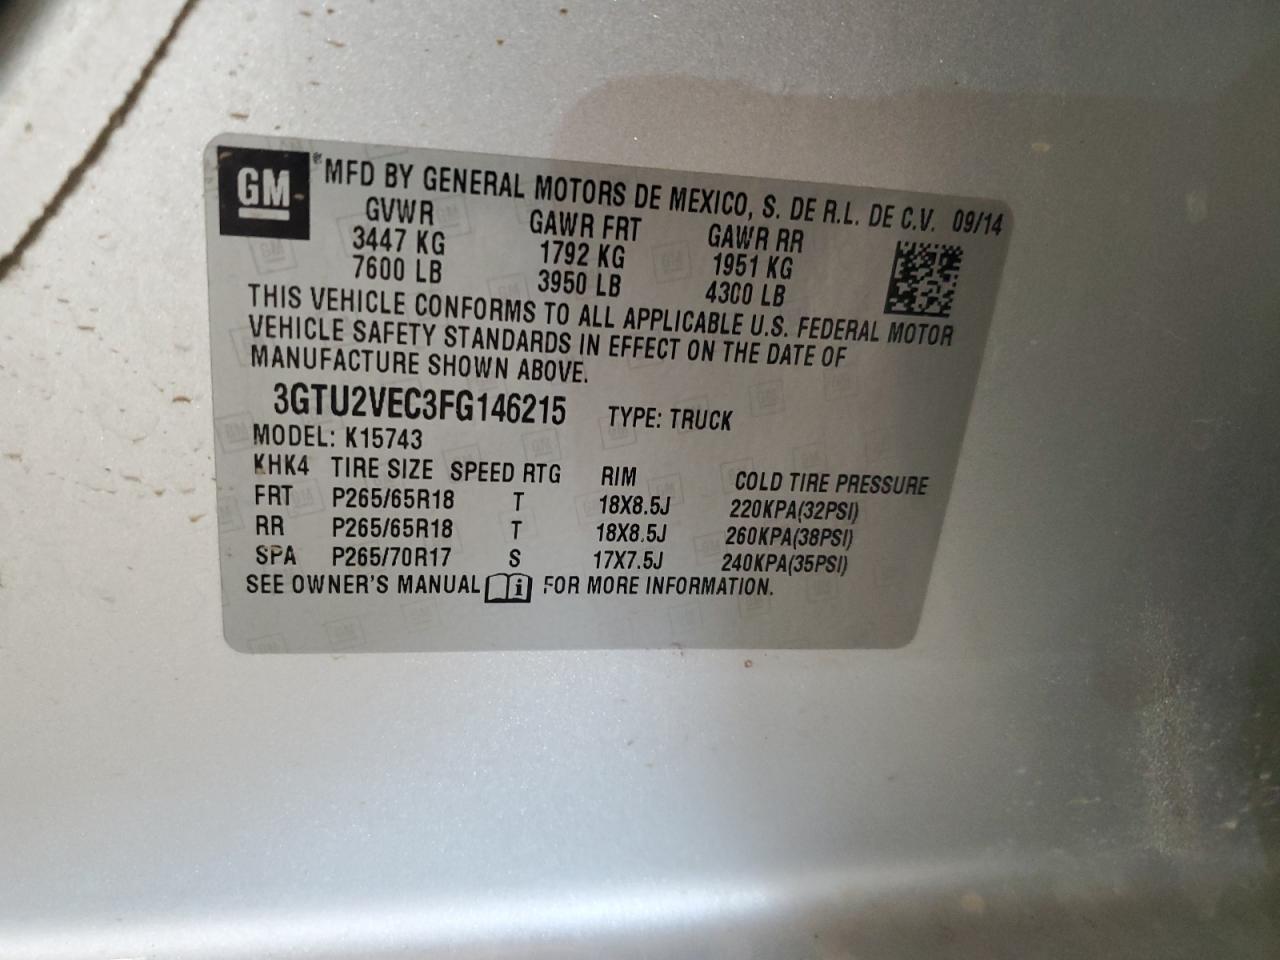 GM ® MFD BY GENERAL MOTORS DE MEXICO, S. DE R.L. DE C.V. 09/14
GVWR GAWR FRT GAWR RR
3447 KG 1792 KG 1951 KG
7600 LB 3950 LB 4300 LB
THIS VEHICLE CONFORMS TO ALL APPLICABLE U.S. FEDERAL MOTOR
VEHICLE SAFETY STANDARDS IN EFFECT ON THE DATE OF
MANUFACTURE SHOWN ABOVE.
3GTU2VEC3FG146215 TYPE: TRUCK
MODEL: K15743
KHK4 TIRE SIZE SPEED RTG RIM COLD TIRE PRESSURE
FRT P265/65R18 T 18X8.5J 220KPA(32PSI)
RR P265/65R18 T 18X8.5J 260KPA(38PSI)
SPA P265/70R17 S 17X7.5J 240KPA(35PSI)
SEE OWNER'S MANUAL i FOR MORE INFORMATION.